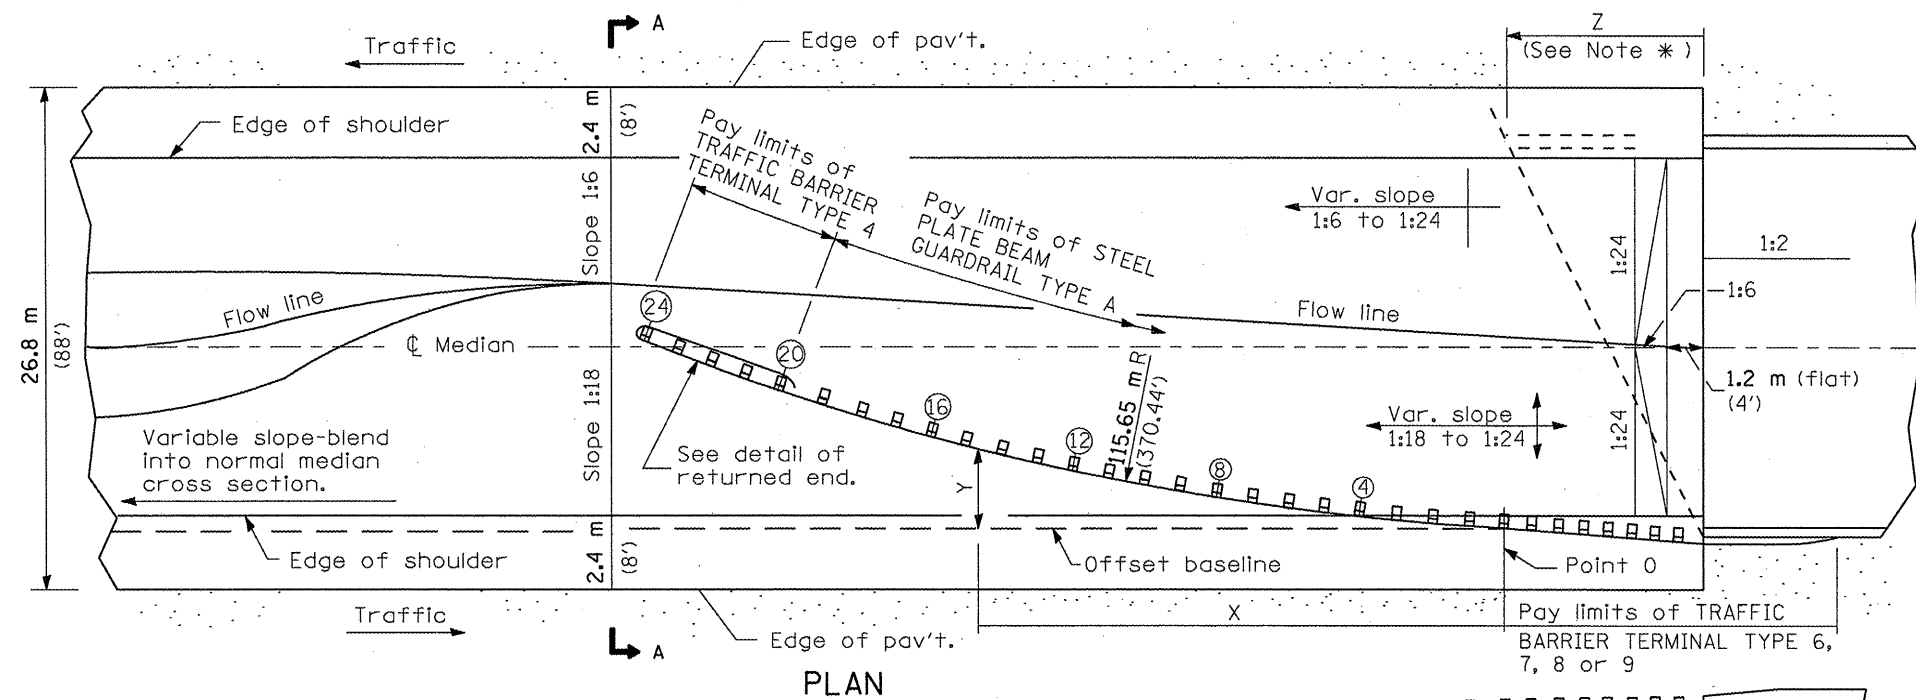 A
Z
(See Note * )
Traffic
Edge of pav't.
Edge of shoulder
2.4 m
(8')
Pay limits of
TRAFFIC BARRIER
TERMINAL TYPE 4
Pay limits of STEEL
PLATE BEAM
GUARDRAIL TYPE A
Var. slope
1:6 to 1:24
1:24
1:2
1:6
Slope 1:6
Flow line
Flow line
24
℄ Median
26.8 m
(88')
20
16
12
8
4
115.65 m R
(370.44')
1.2 m (flat)
(4')
Var. slope
1:18 to 1:24
1:24
Slope 1:18
Variable slope-blend
into normal median
cross section.
See detail of
returned end.
Y
Edge of shoulder
2.4 m
(8')
Offset baseline
Point 0
Traffic
X
Pay limits of TRAFFIC
BARRIER TERMINAL TYPE 6,
7, 8 or 9
A
Edge of pav't.
PLAN